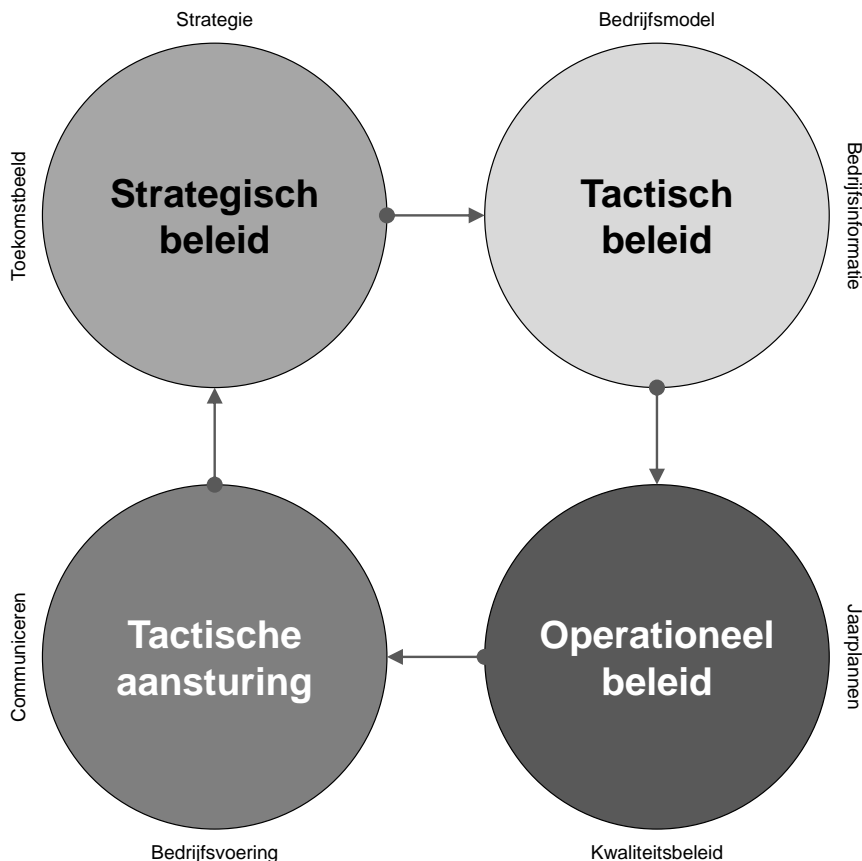 Strategie
Bedrijfsmodel
Toekomstbeeld
Strategisch
beleid
Tactisch
beleid
Bedrijfsinformatie
Communiceren
Tactische
aansturing
Operationeel
beleid
Jaarplannen
Bedrijfsvoering
Kwaliteitsbeleid